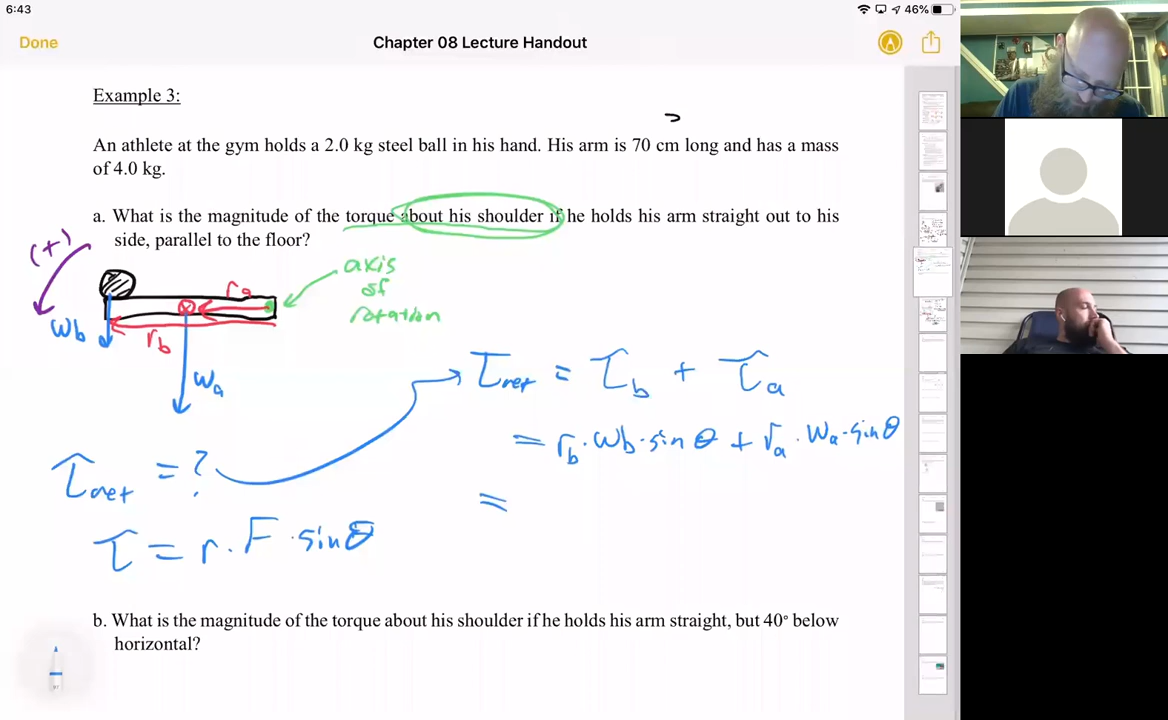 6:43
46%
Done
Chapter 08 Lecture Handout
Example 3:
An athlete at the gym holds a 2.0 kg steel ball in his hand. His arm is 70 cm long and has a mass
of 4.0 kg.
a. What is the magnitude of the torque about his shoulder if he holds his arm straight out to his
side, parallel to the floor?
(+)
ra
axis
of
rotation
wb
rb
wa
τnet = τb + τa
= rb · wb · sin θ + ra · wa · sin θ
τnet = ?
=
τ = r · F · sin θ
b. What is the magnitude of the torque about his shoulder if he holds his arm straight, but 40° below
horizontal?
97